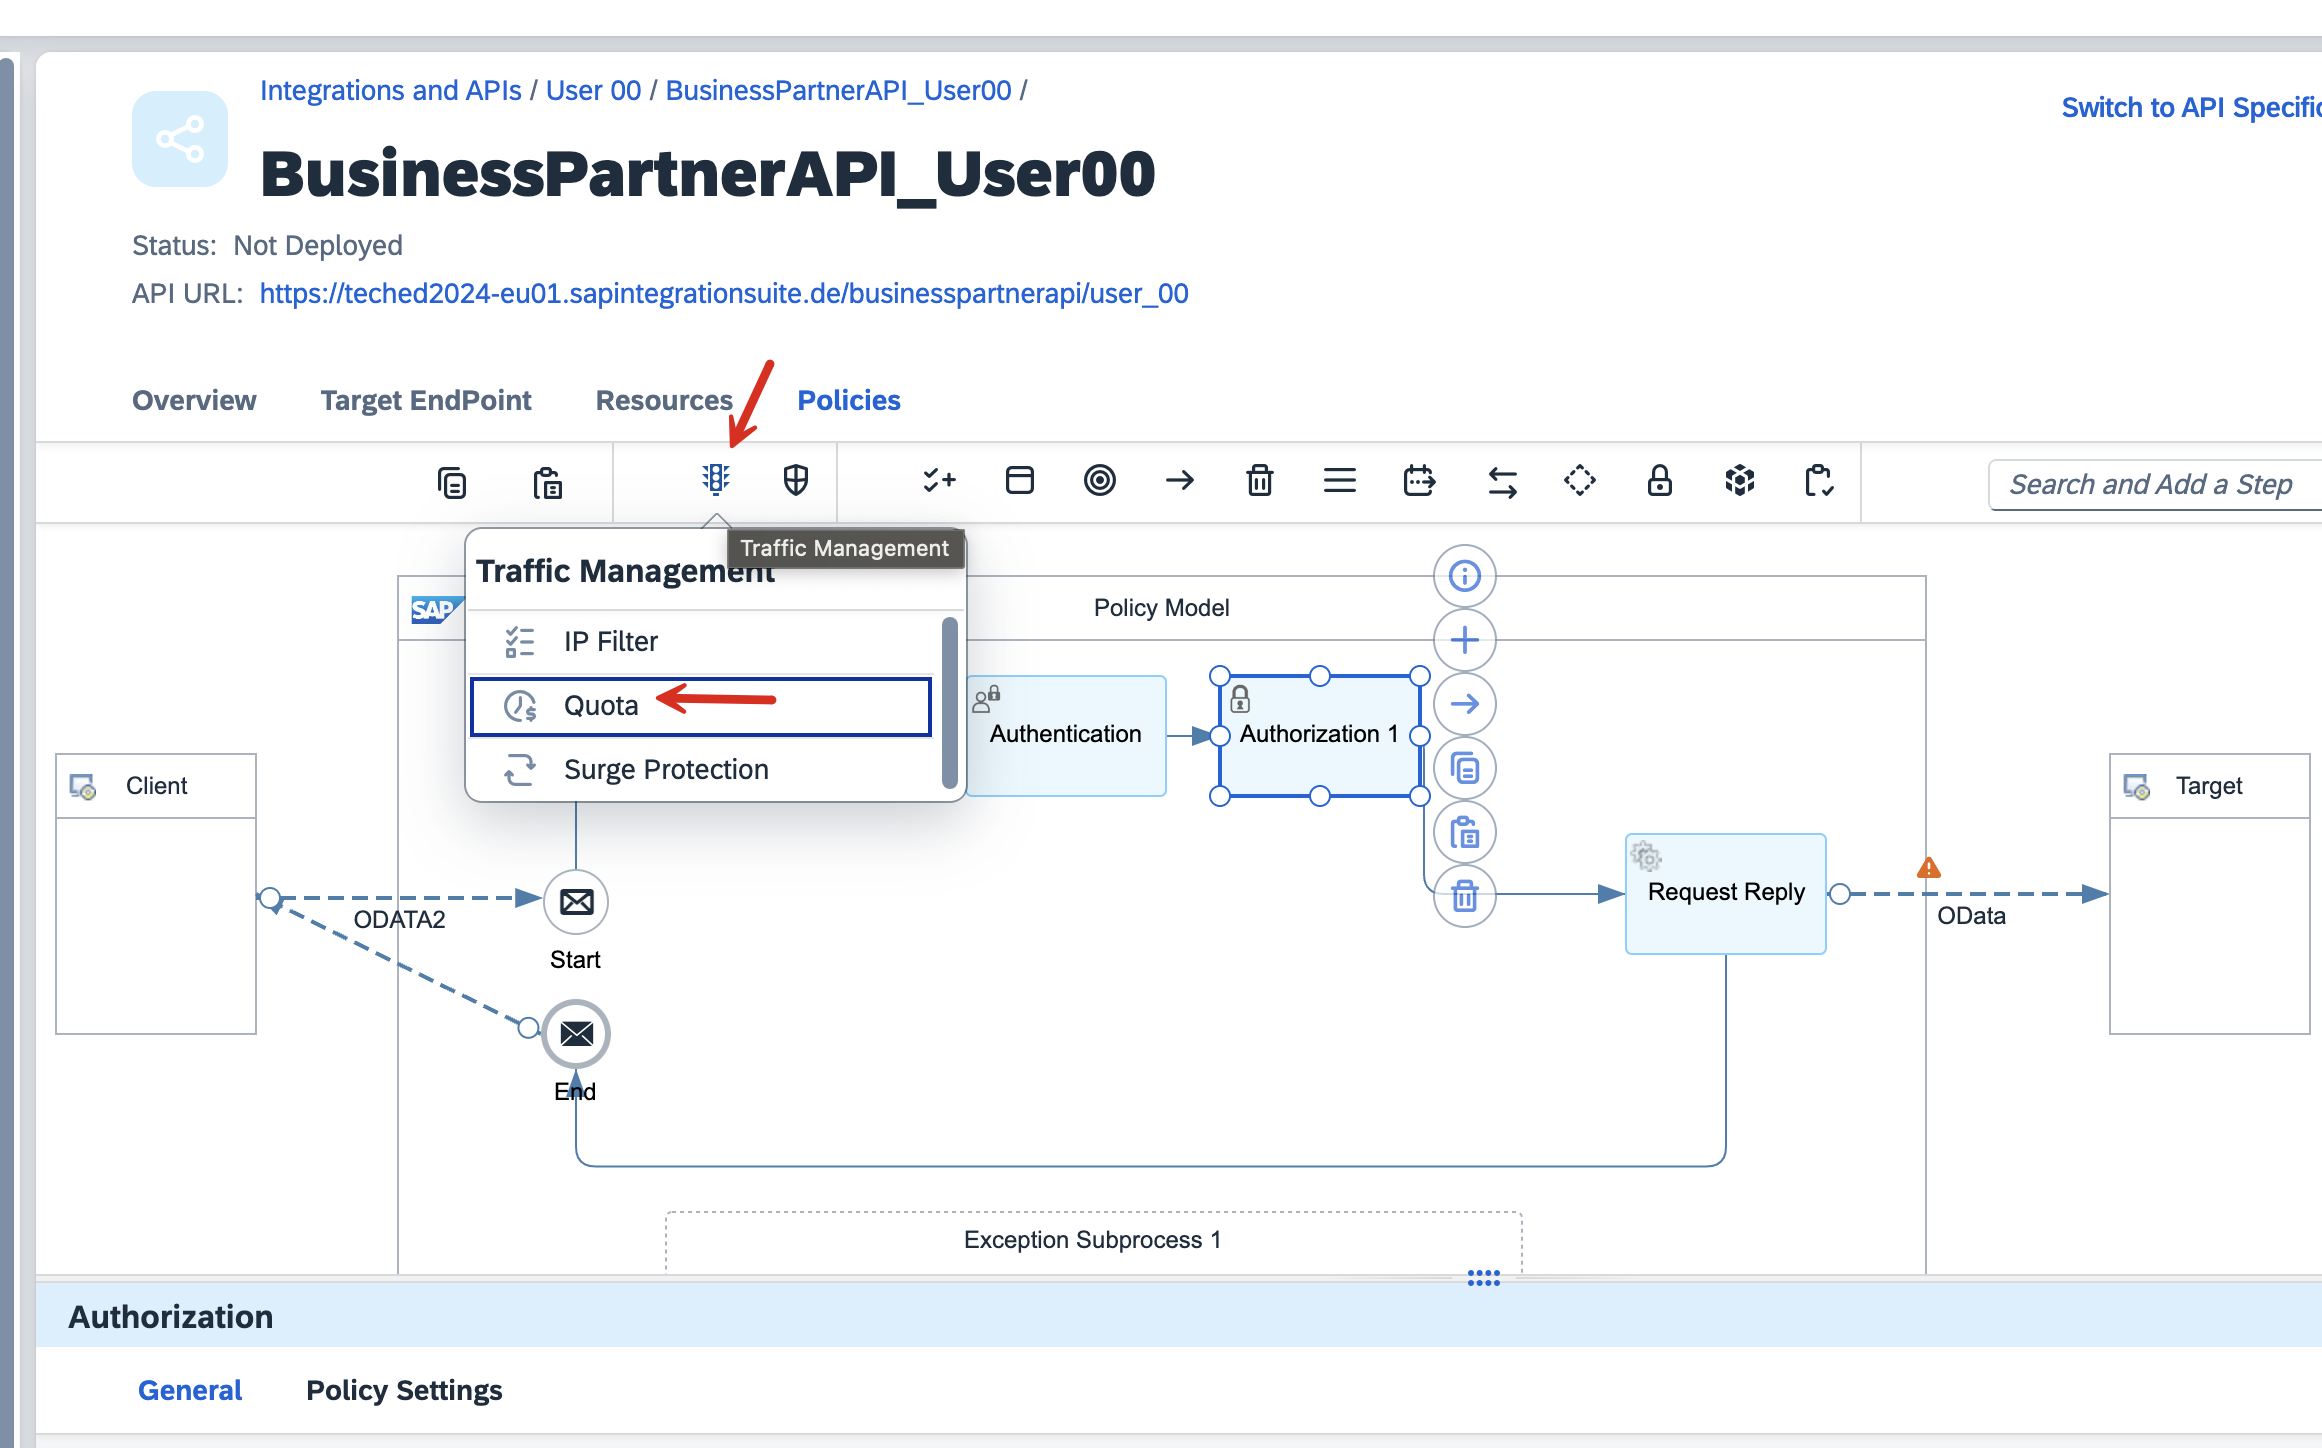 Integrations and APIs / User 00 / BusinessPartnerAPI_User00 /
Switch to API Specific
BusinessPartnerAPI_User00
Status: Not Deployed
API URL: https://teched2024-eu01.sapintegrationsuite.de/businesspartnerapi/user_00
Overview Target EndPoint Resources Policies
Search and Add a Step
Traffic Management
Traffic Management
SAP
Policy Model
IP Filter
Quota
Surge Protection
Authentication
Authorization 1
Client
Target
Request Reply
ODATA2
OData
Start
End
Exception Subprocess 1
Authorization
General Policy Settings